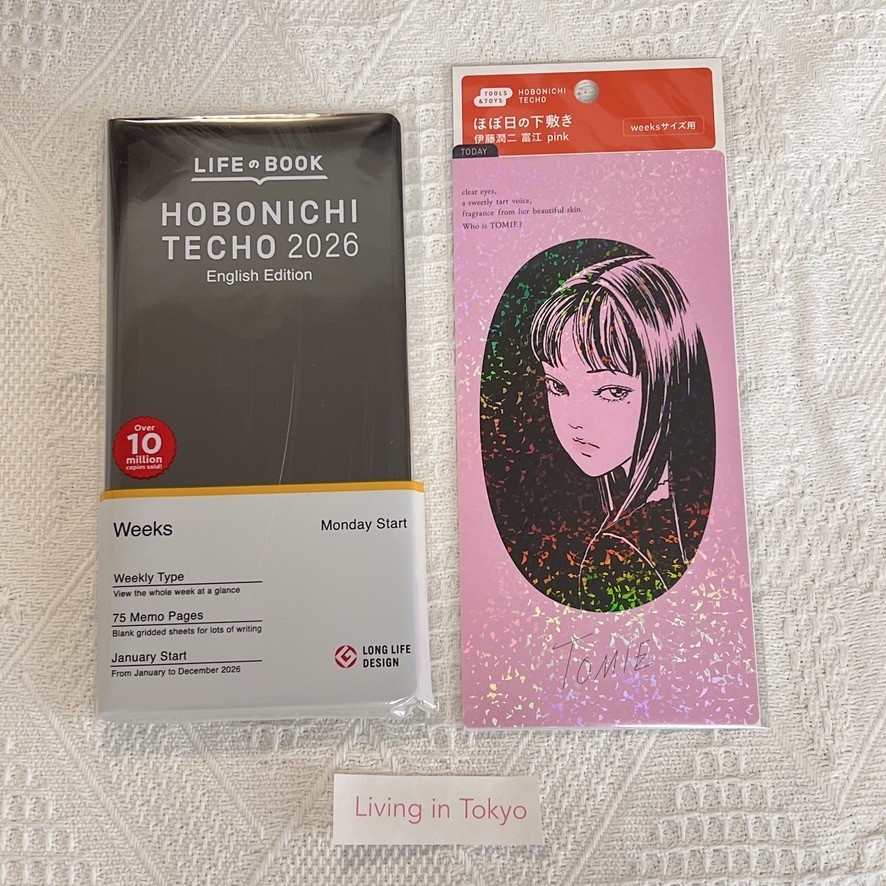 LIFEのBOOK
HOBONICHI
TECHO 2026
English Edition
Over
10
million
copies sold!
Weeks
Monday Start
Weekly Type
View the whole week at a glance
75 Memo Pages
Blank gridded sheets for lots of writing
January Start
From January to December 2026
LONG LIFE
DESIGN
TOOLS
&TOYS
HOBONICHI
TECHO
ほぼ日の下敷き
伊藤潤二 富江 pink
weeksサイズ用
TODAY
clear eyes,
a sweetly tart voice,
fragrance from her beautiful skin.
Who is TOMIE?
TOMIE
Living in Tokyo